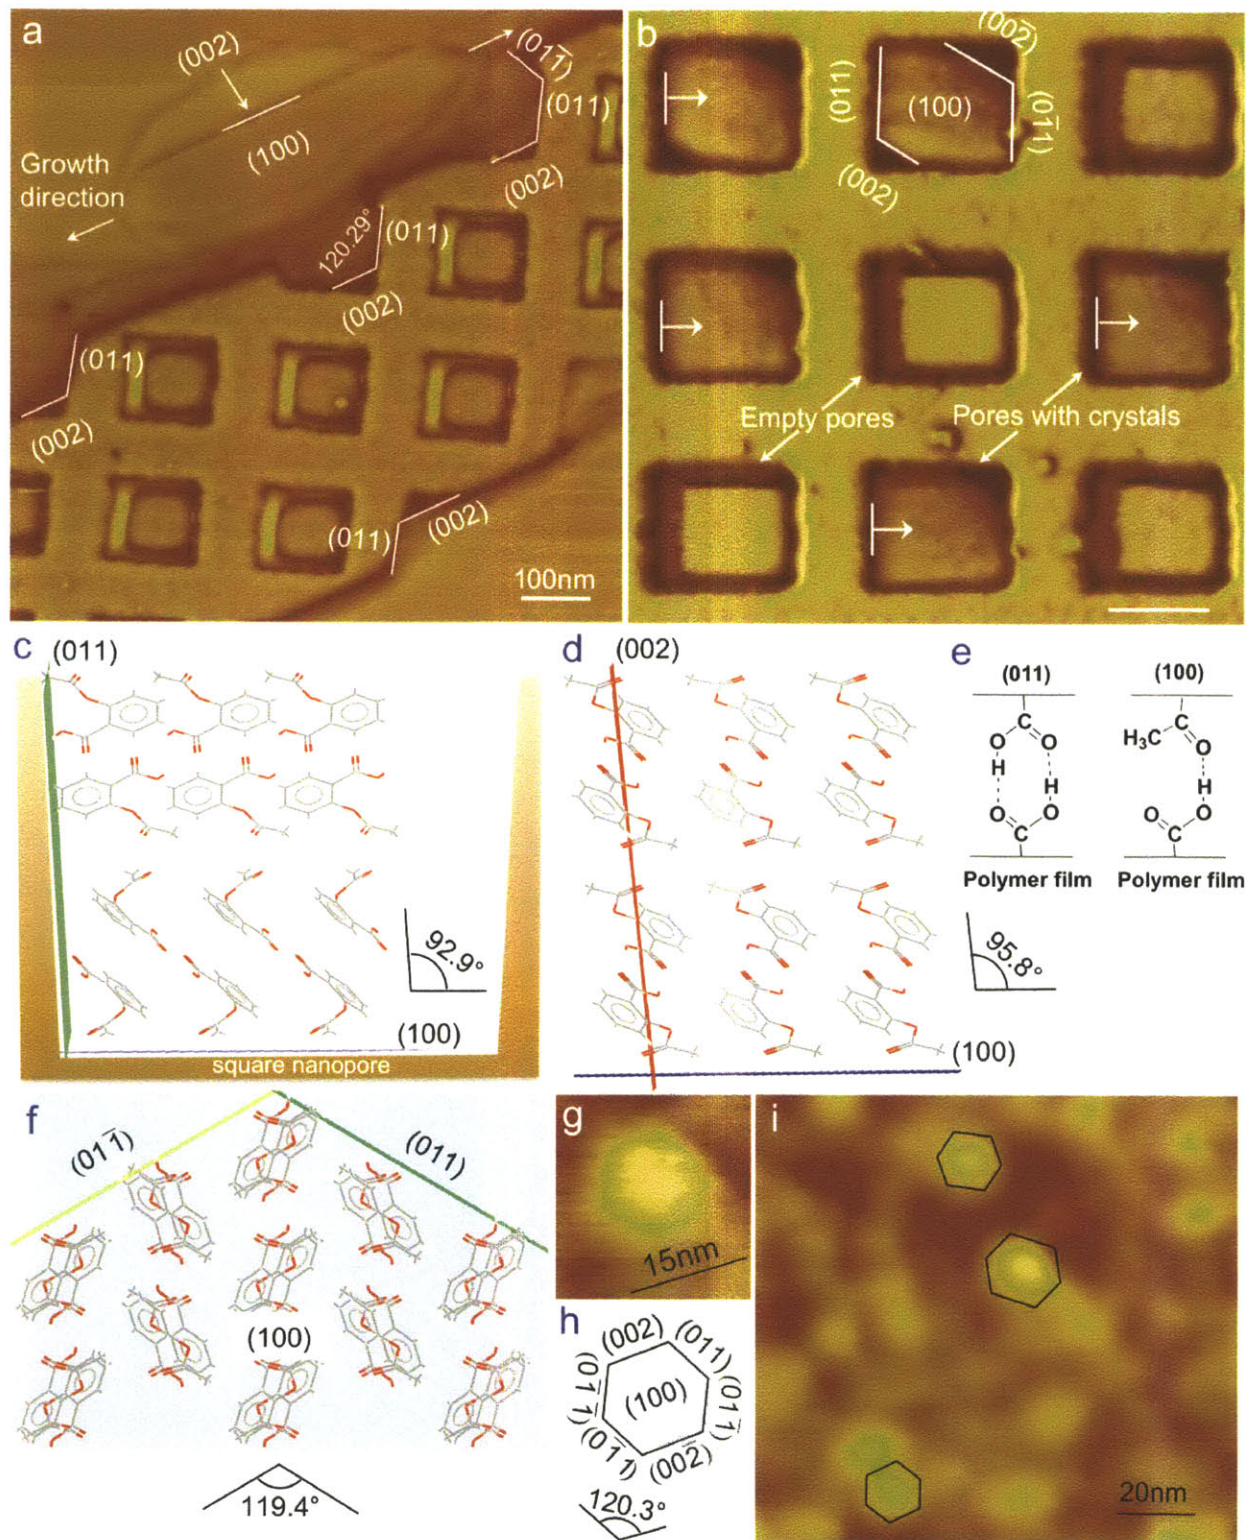 a
(002)
(01̄1̄)
(011)
(100)
Growth
direction
(002)
120.29°
(011)
(002)
(011)
(002)
(011)
(002)
100nm
b
(002̄)
(011)
(100)
(01̄1)
(002)
Empty pores
Pores with crystals
c
(011)
92.9°
(100)
square nanopore
d
(002)
95.8°
(100)
e
(011)
(100)
C
O
O
H
H
O
O
C
Polymer film
H₃C
C
O
H
O
O
C
Polymer film
f
(011̄)
(011)
(100)
119.4°
g
15nm
h
(002)
(011)
(01̄1̄)
(100)
(011̄)
(01̄1)
(002̄)
120.3°
i
20nm